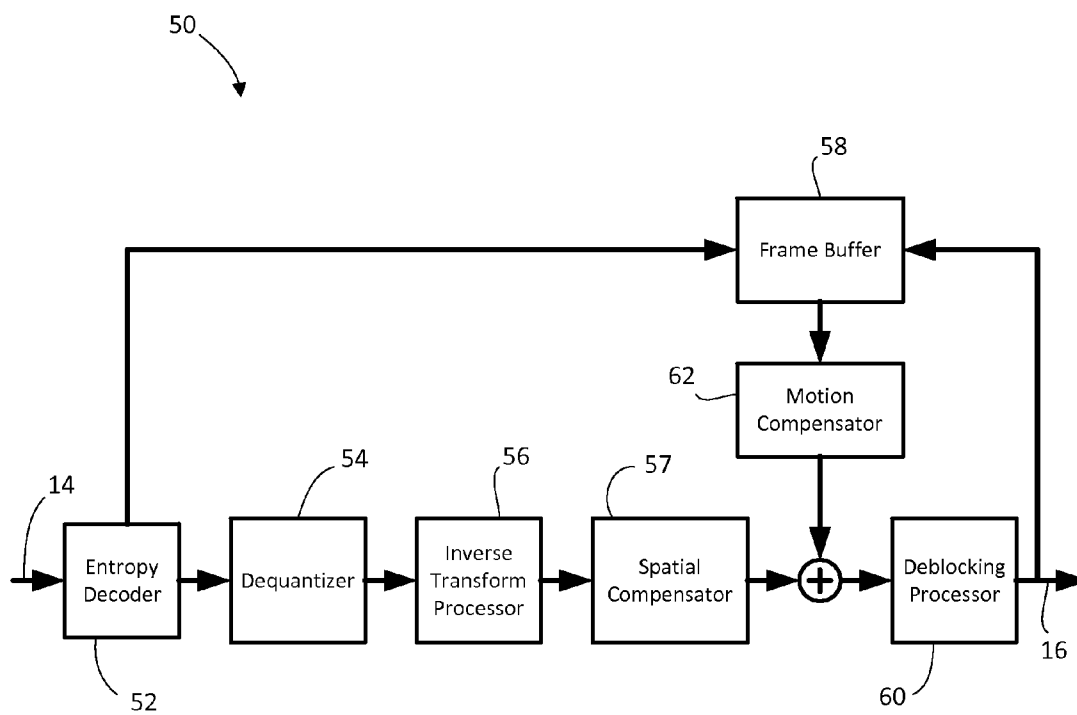 50
58
Frame Buffer
62
Motion
Compensator
14
54
56
57
Entropy
Decoder
Dequantizer
Inverse
Transform
Processor
Spatial
Compensator
Deblocking
Processor
16
52
60